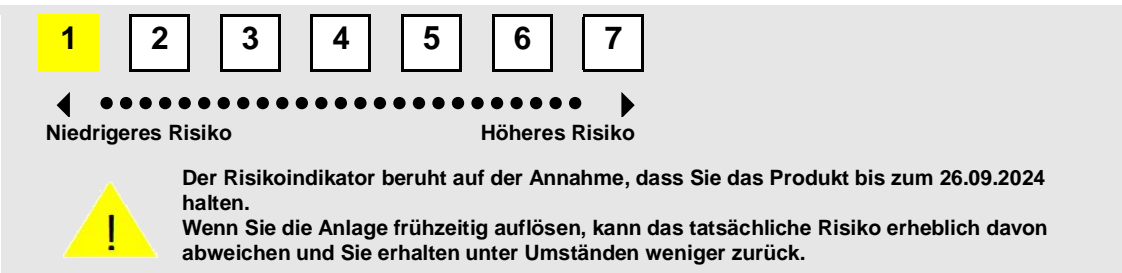 1 2 3 4 5 6 7
Niedrigeres Risiko Höheres Risiko
Der Risikoindikator beruht auf der Annahme, dass Sie das Produkt bis zum 26.09.2024
halten.
Wenn Sie die Anlage frühzeitig auflösen, kann das tatsächliche Risiko erheblich davon
abweichen und Sie erhalten unter Umständen weniger zurück.
!